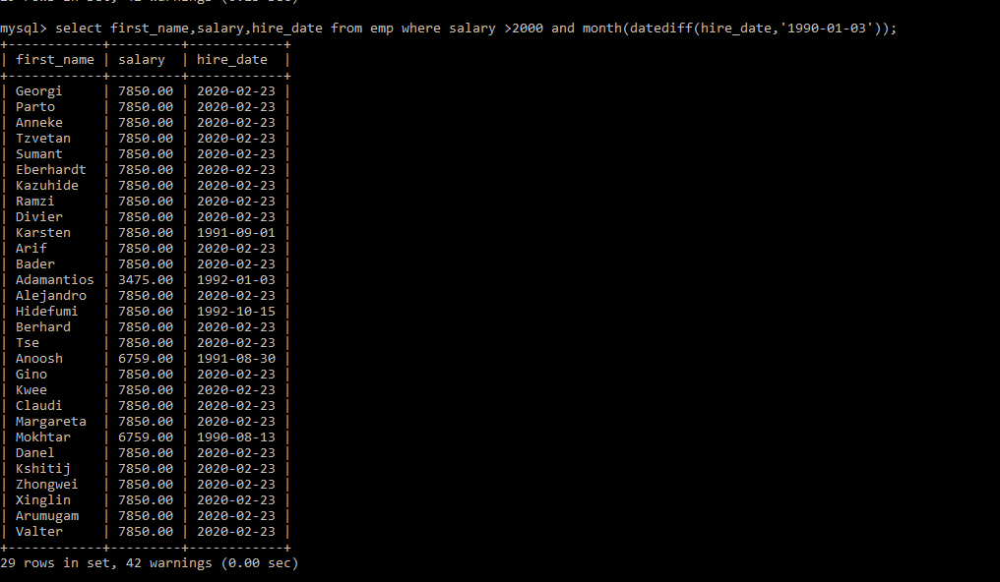 mysql> select first_name,salary,hire_date from emp where salary >2000 and month(datediff(hire_date,'1990-01-03'));
+------------+---------+------------+
| first_name | salary  | hire_date  |
+------------+---------+------------+
| Georgi     | 7850.00 | 2020-02-23 |
| Parto      | 7850.00 | 2020-02-23 |
| Anneke     | 7850.00 | 2020-02-23 |
| Tzvetan    | 7850.00 | 2020-02-23 |
| Sumant     | 7850.00 | 2020-02-23 |
| Eberhardt  | 7850.00 | 2020-02-23 |
| Kazuhide   | 7850.00 | 2020-02-23 |
| Ramzi      | 7850.00 | 2020-02-23 |
| Divier     | 7850.00 | 2020-02-23 |
| Karsten    | 7850.00 | 1991-09-01 |
| Arif       | 7850.00 | 2020-02-23 |
| Bader      | 7850.00 | 2020-02-23 |
| Adamantios | 3475.00 | 1992-01-03 |
| Alejandro  | 7850.00 | 2020-02-23 |
| Hidefumi   | 7850.00 | 1992-10-15 |
| Berhard    | 7850.00 | 2020-02-23 |
| Tse        | 7850.00 | 2020-02-23 |
| Anoosh     | 6759.00 | 1991-08-30 |
| Gino       | 7850.00 | 2020-02-23 |
| Kwee       | 7850.00 | 2020-02-23 |
| Claudi     | 7850.00 | 2020-02-23 |
| Margareta  | 7850.00 | 2020-02-23 |
| Mokhtar    | 6759.00 | 1990-08-13 |
| Danel      | 7850.00 | 2020-02-23 |
| Kshitij    | 7850.00 | 2020-02-23 |
| Zhongwei   | 7850.00 | 2020-02-23 |
| Xinglin    | 7850.00 | 2020-02-23 |
| Arumugam   | 7850.00 | 2020-02-23 |
| Valter     | 7850.00 | 2020-02-23 |
+------------+---------+------------+
29 rows in set, 42 warnings (0.00 sec)